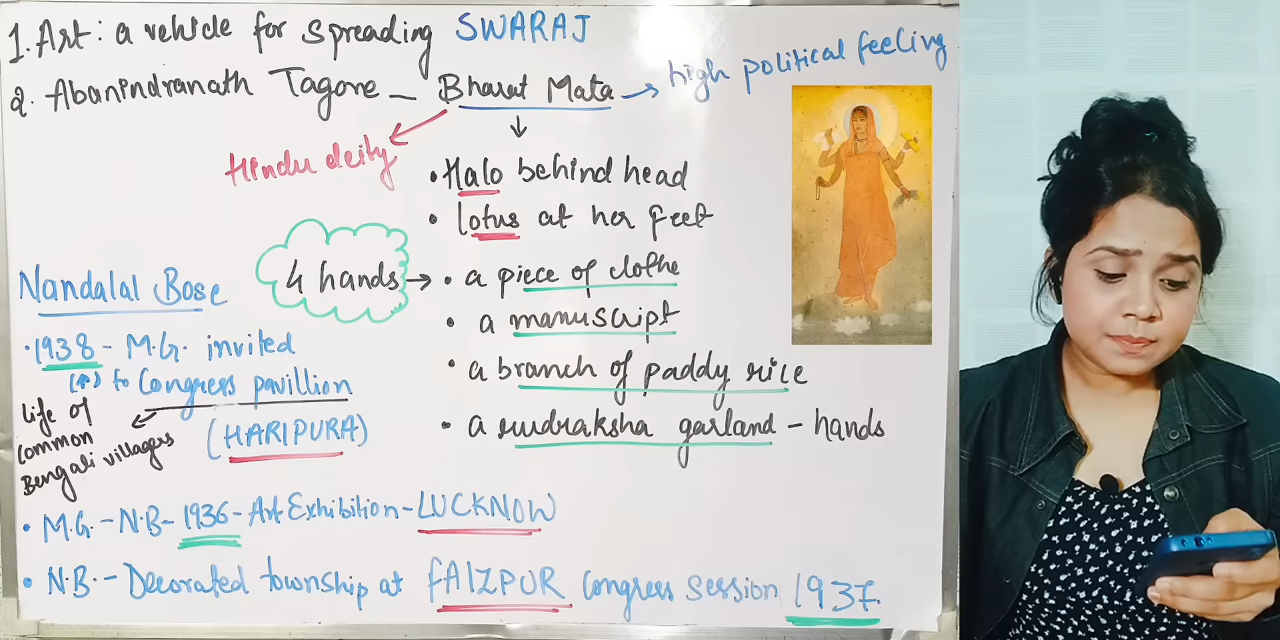 1. Art: a vehicle for spreading SWARAJ
2. Abanindranath Tagore – Bharat Mata → high political feeling
Hindu deity
• Halo behind head
• lotus at her feet
4 hands → • a piece of clothe
• a manuscript
• a branch of paddy rice
• a rudraksha garland – hands
Nandalal Bose
• 1938 – M.G. invited
to Congress pavillion
(HARIPURA)
life of
common
Bengali villagers
• M.G. – N.B – 1936 – Art Exhibition – LUCKNOW
• N.B. – Decorated township at FAIZPUR Congress Session 1937.